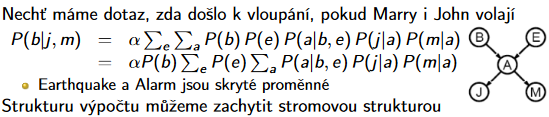 Nechť máme dotaz, zda došlo k vloupání, pokud Marry i John volají
P(b|j, m) = α ∑e ∑a P(b) P(e) P(a|b, e) P(j|a) P(m|a)
= αP(b) ∑e P(e) ∑a P(a|b, e) P(j|a) P(m|a)
Earthquake a Alarm jsou skryté proměnné
Strukturu výpočtu můžeme zachytit stromovou strukturou
B E
A
J M